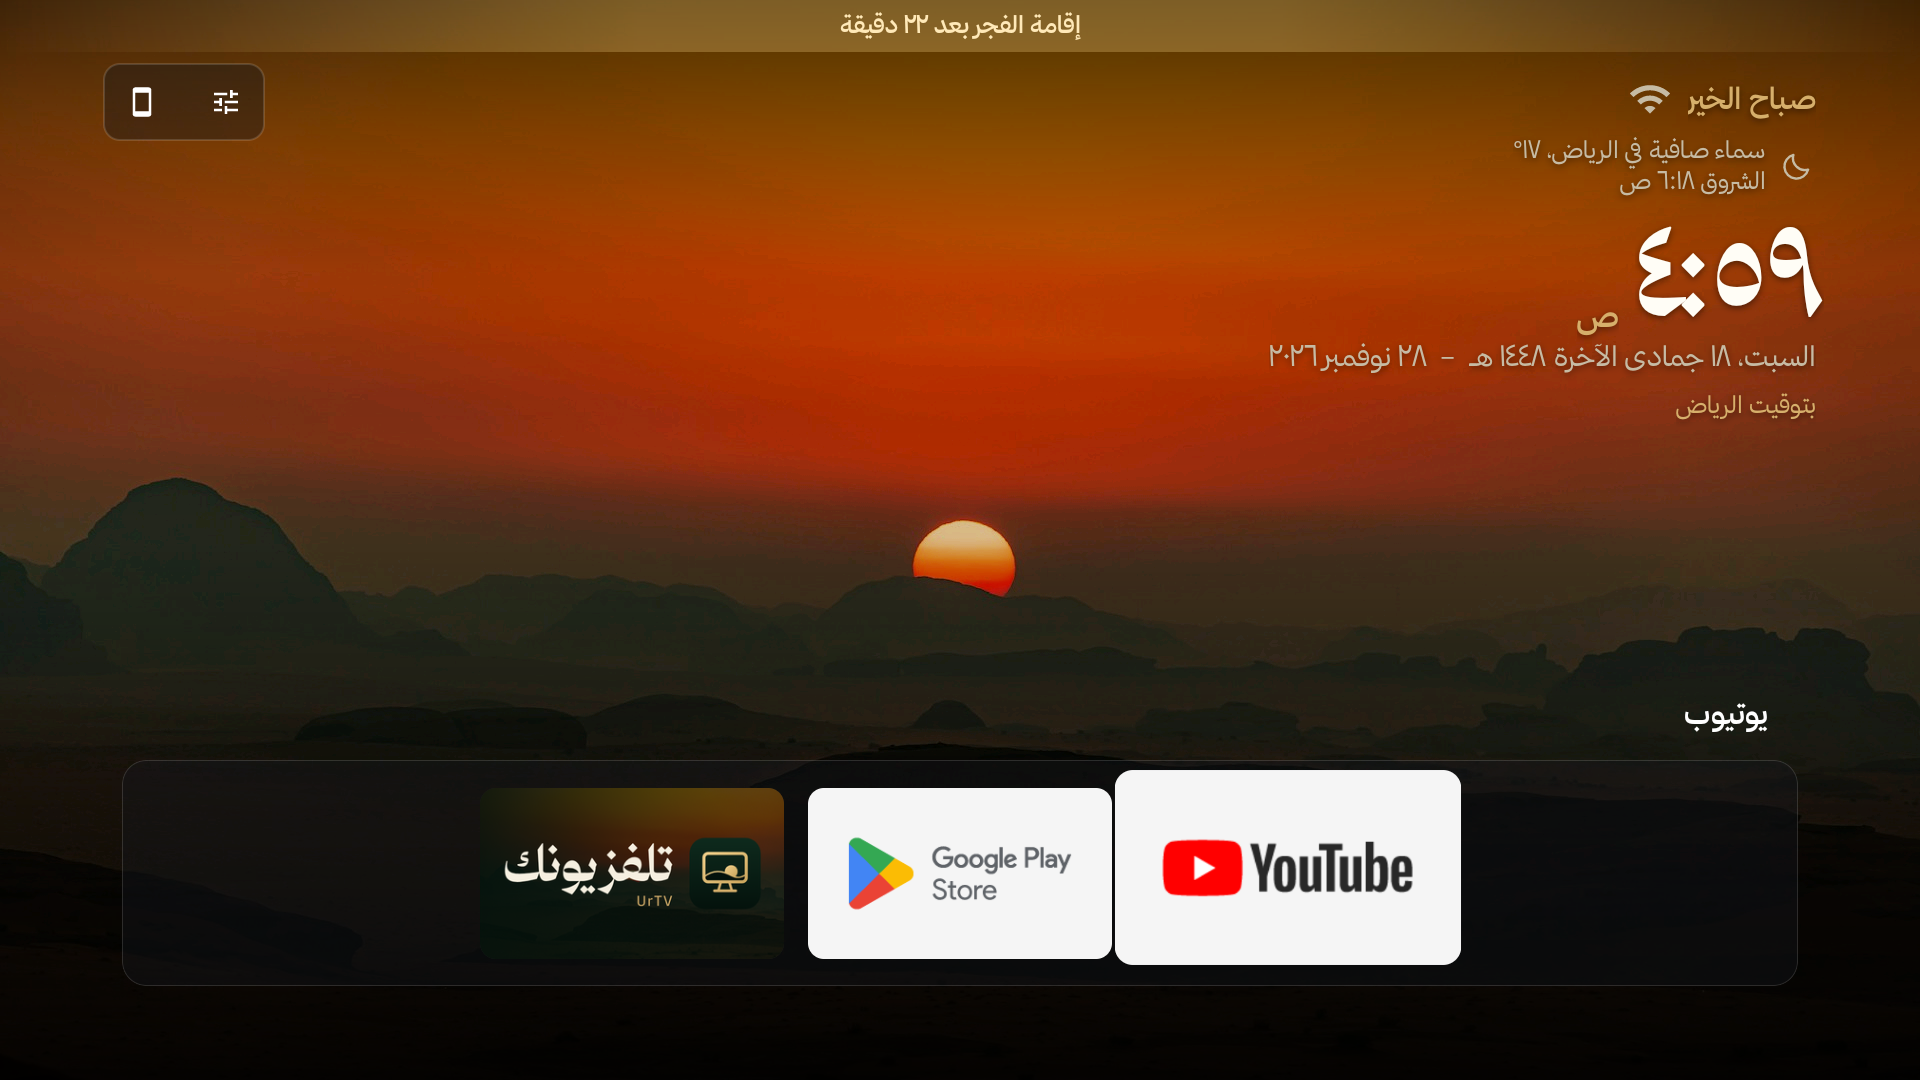 إقامة الفجر بعد ٢٢ دقيقة
صباح الخير
سماء صافية في الرياض، ١٧°
الشروق ٦:١٨ ص
٤:٥٩ ص
السبت، ١٨ جمادى الآخرة ١٤٤٨ هـ – ٢٨ نوفمبر ٢٠٢٦
بتوقيت الرياض
يوتيوب
YouTube
Google Play
Store
تلفزيونك
UrTV